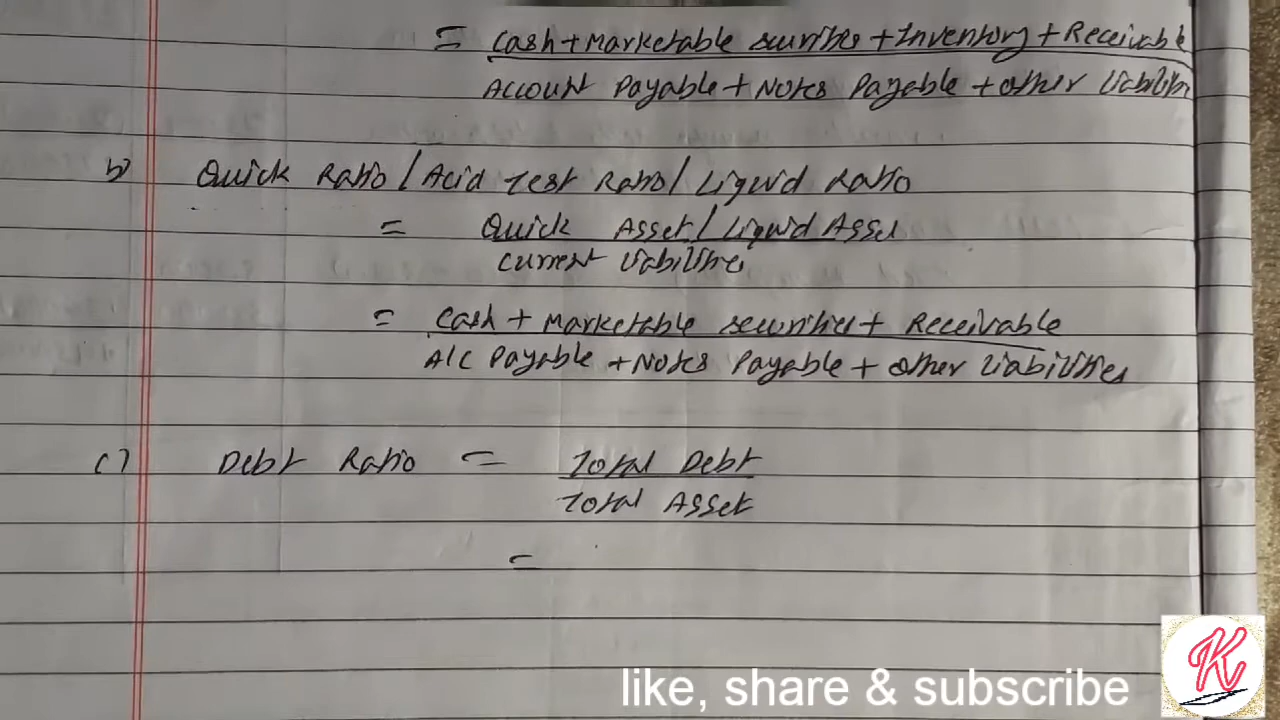 = Cash + Marketable securities + Inventory + Receivable
Account Payable + Notes Payable + other liabilities
b) Quick Ratio / Acid Test Ratio / Liquid Ratio
= Quick Asset / Liquid Asset
Current liabilities
= Cash + Marketable securities + Receivable
A/C Payable + Notes Payable + other liabilities
c) Debt Ratio = Total Debt
Total Asset
=
K
like, share & subscribe